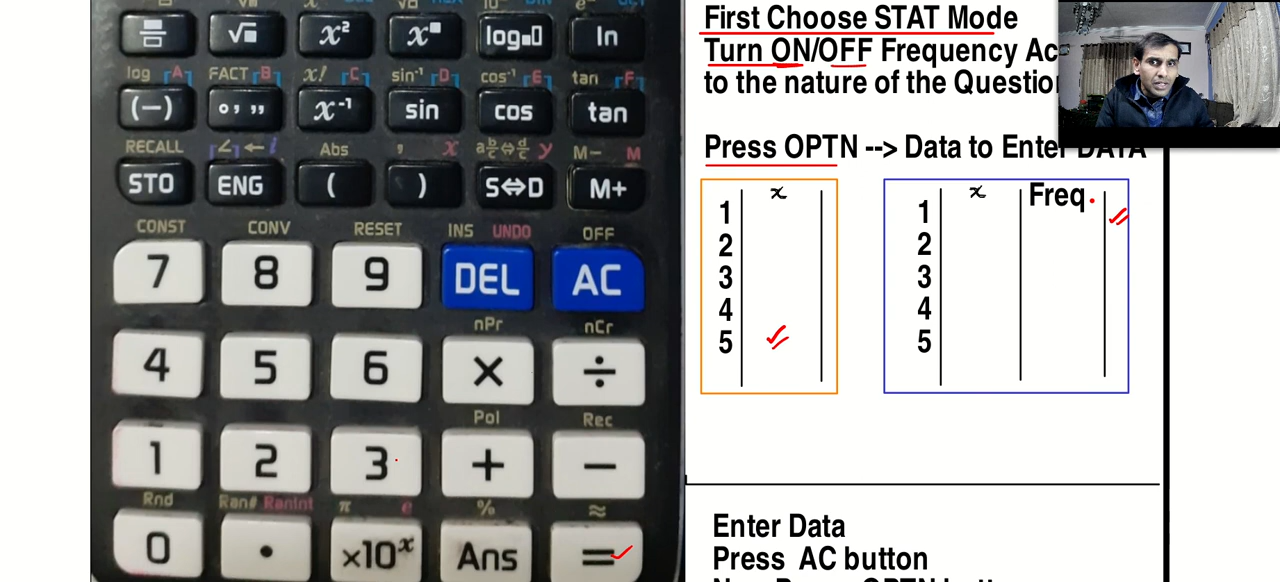 x² x■ log■□ In
log A FACT B x! C sin⁻¹ D cos⁻¹ E tan F
(−) °’ ’’ x⁻¹ sin cos tan
RECALL ∠ ← i Abs , x a b/c⇔d/c y M− M
STO ENG ( ) S⇔D M+
CONST CONV RESET INS UNDO OFF
7 8 9 DEL AC
nPr nCr
4 5 6 × ÷
Pol Rec
1 2 3 + −
Rnd Ran# RanInt π e % ≈
0 • ×10ˣ Ans =
First Choose STAT Mode
Turn ON/OFF Frequency Ac
to the nature of the Question
Press OPTN --> Data to Enter DATA
x
1
2
3
4
5
x Freq.
1
2
3
4
5
Enter Data
Press AC button